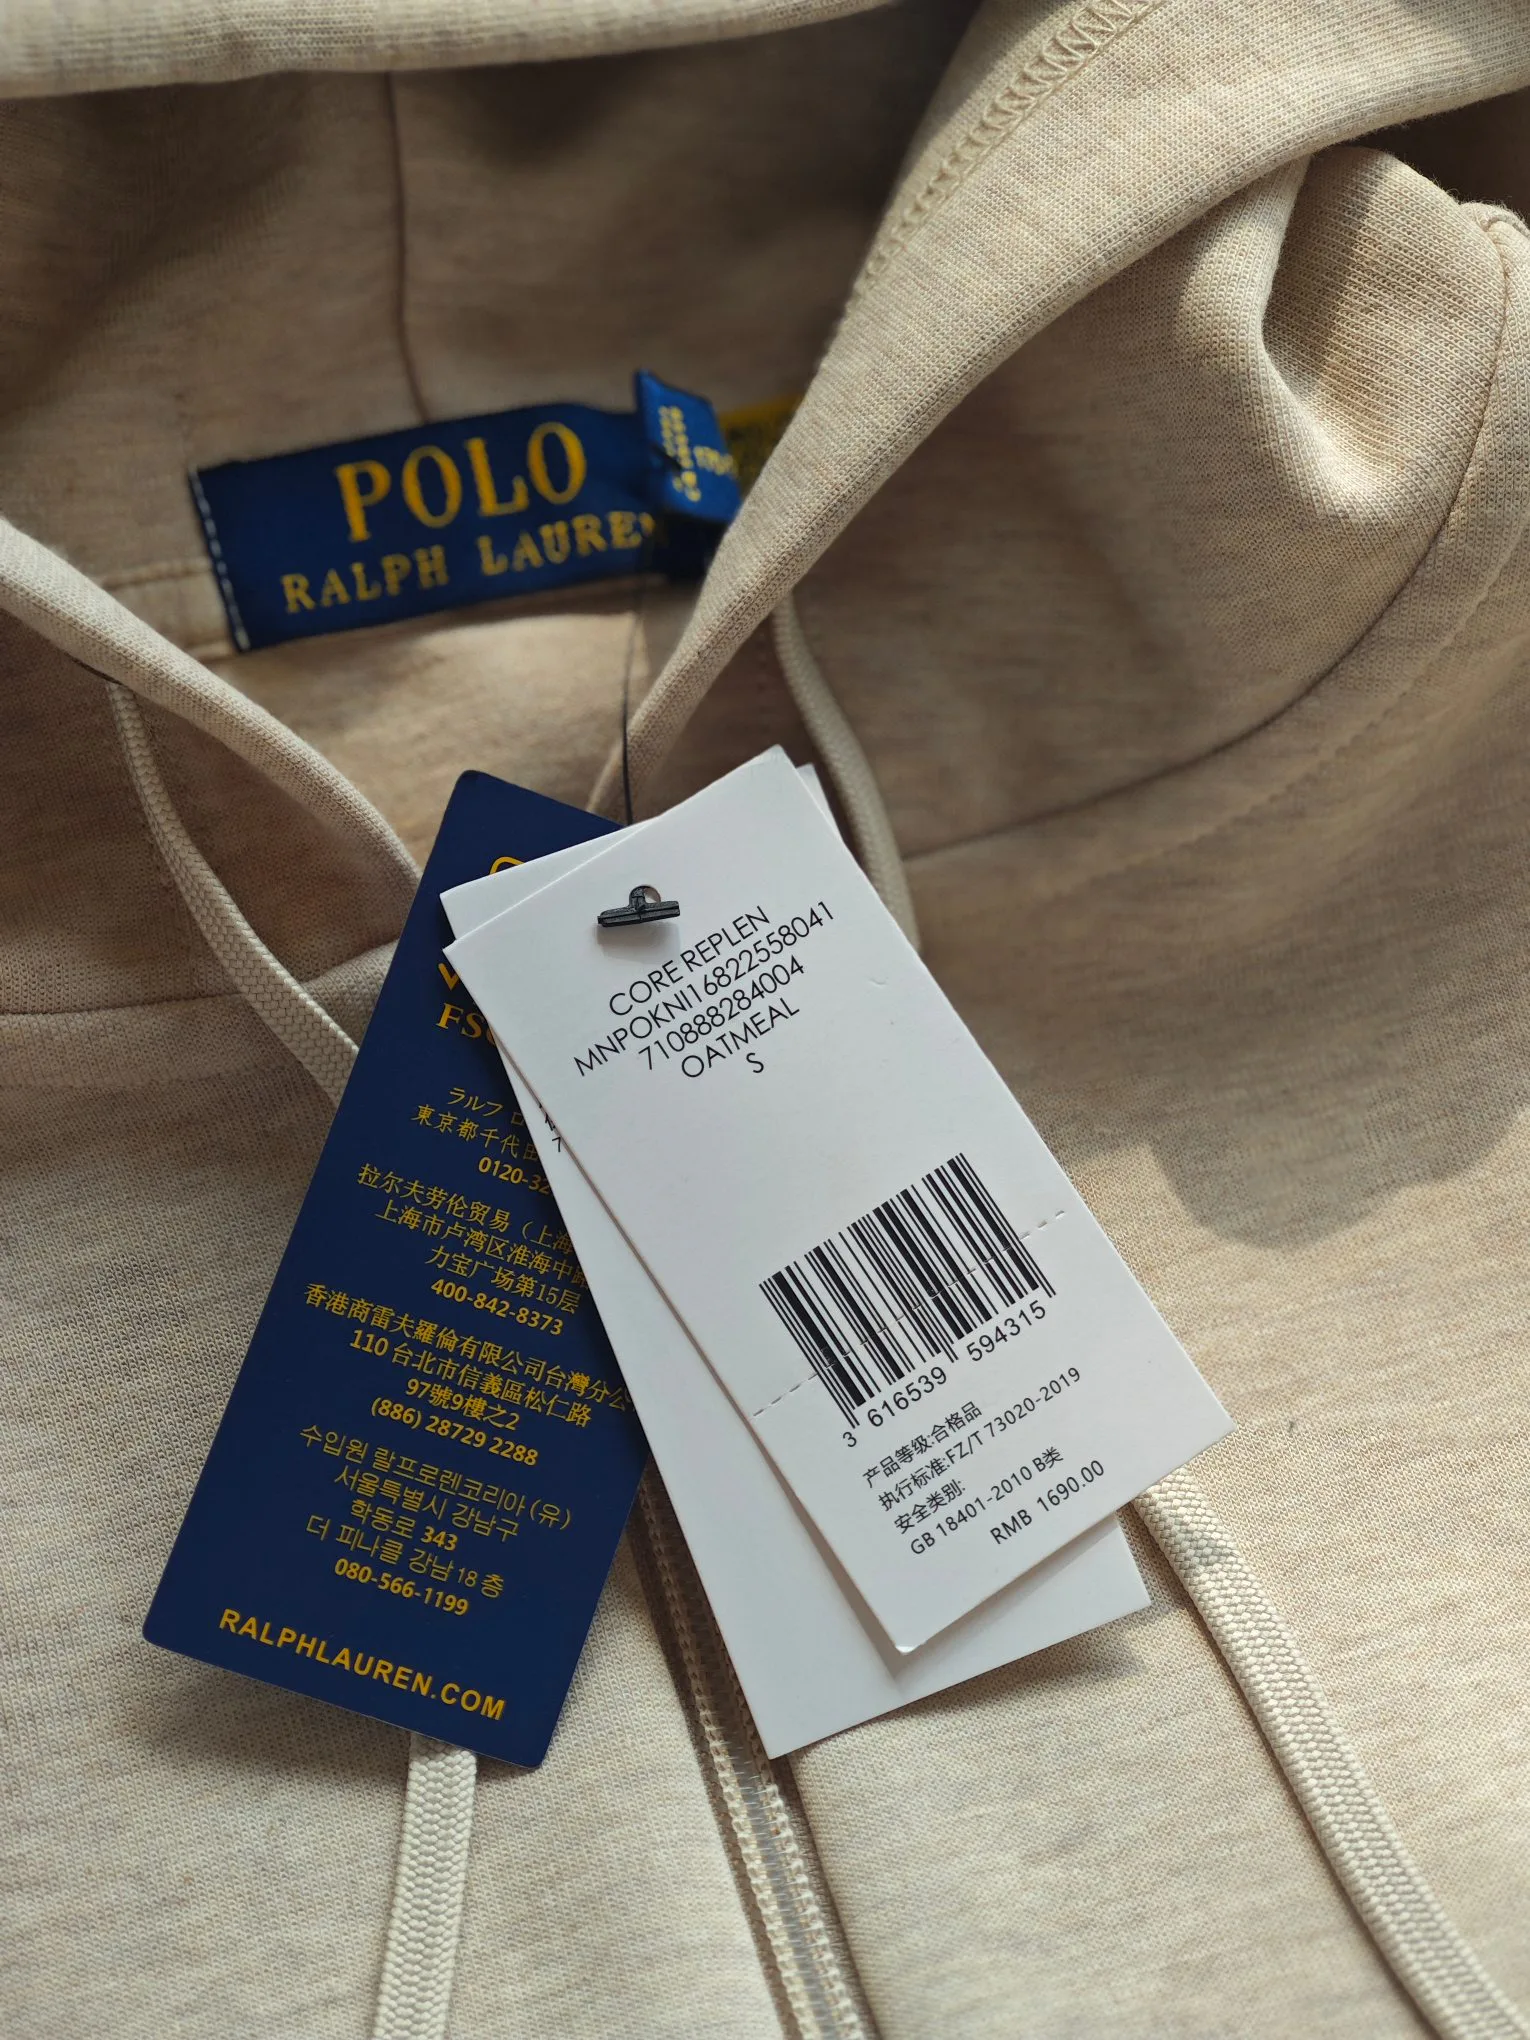 POLO
RALPH LAUREN
CORE REPLEN
MNPOKNI16822558041
710888284004
OATMEAL
S
3 616539 594315
产品等级:合格品
执行标准:FZ/T 73020-2019
安全类别:
GB 18401-2010 B类
RMB 1690.00
ラルフ
東京都千代
0120-32
拉尔夫劳伦贸易（上海
上海市卢湾区淮海中路
力宝广场第15层
400-842-8373
香港商雷夫羅倫有限公司台灣分公
110 台北市信義區松仁路
97號9樓之2
(886) 28729 2288
수입원 랄프로렌코리아(유)
서울특별시 강남구
학동로 343
더 피나클 강남 18 층
080-566-1199
RALPHLAUREN.COM